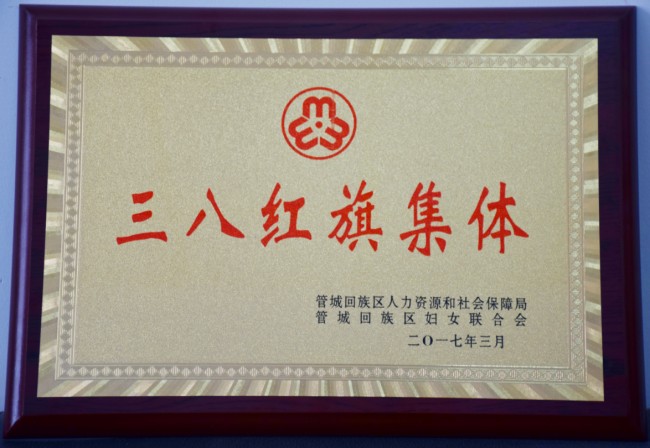 三八红旗集体
管城回族区人力资源和社会保障局
管城回族区妇女联合会
二〇一七年三月